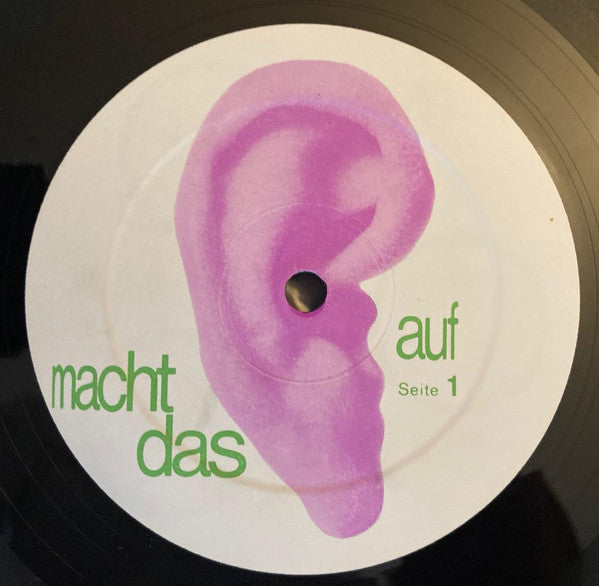 macht
das
auf
Seite 1